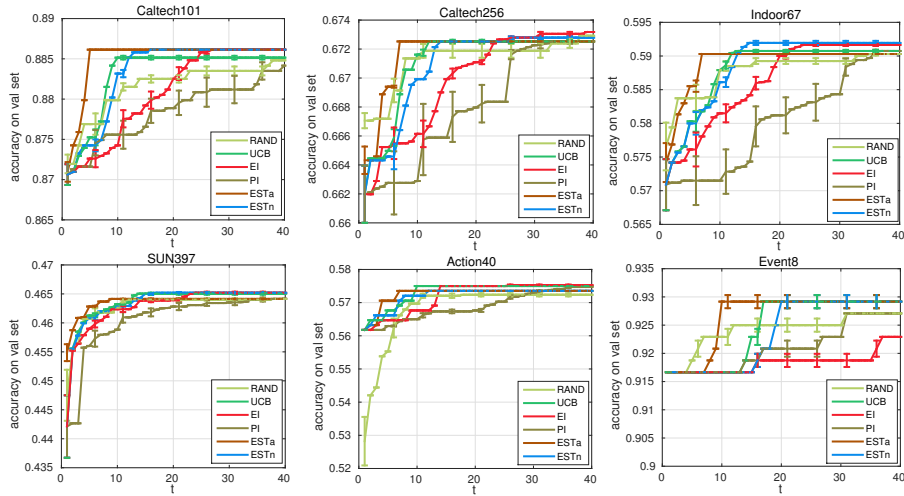 Caltech101
accuracy on val set
0.89
0.885
0.88
0.875
0.87
0.865
0 10 20 30 40
t
RAND
UCB
EI
PI
ESTa
ESTn
Caltech256
accuracy on val set
0.674
0.672
0.67
0.668
0.666
0.664
0.662
0.66
0 10 20 30 40
t
RAND
UCB
EI
PI
ESTa
ESTn
Indoor67
accuracy on val set
0.595
0.59
0.585
0.58
0.575
0.57
0.565
0 10 20 30 40
t
RAND
UCB
EI
PI
ESTa
ESTn
SUN397
accuracy on val set
0.47
0.465
0.46
0.455
0.45
0.445
0.44
0.435
0 10 20 30 40
t
RAND
UCB
EI
PI
ESTa
ESTn
Action40
accuracy on val set
0.58
0.57
0.56
0.55
0.54
0.53
0.52
0 10 20 30 40
t
RAND
UCB
EI
PI
ESTa
ESTn
Event8
accuracy on val set
0.935
0.93
0.925
0.92
0.915
0.91
0.905
0.9
0 10 20 30 40
t
RAND
UCB
EI
PI
ESTa
ESTn